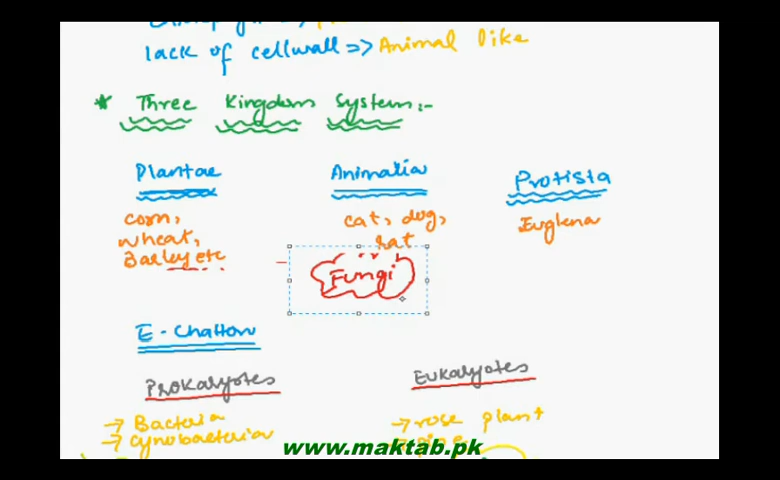 lack of cellwall => Animal like
* Three Kingdom System:-
Plantae Animalia Protista
corn, cat, dog, Euglena
wheat, rat
Barley etc
Fungi
E-Chatton
PROKaryotes EUKaryotes
→ Bacteria → rose plant
→ Cynobacteria
www.maktab.pk